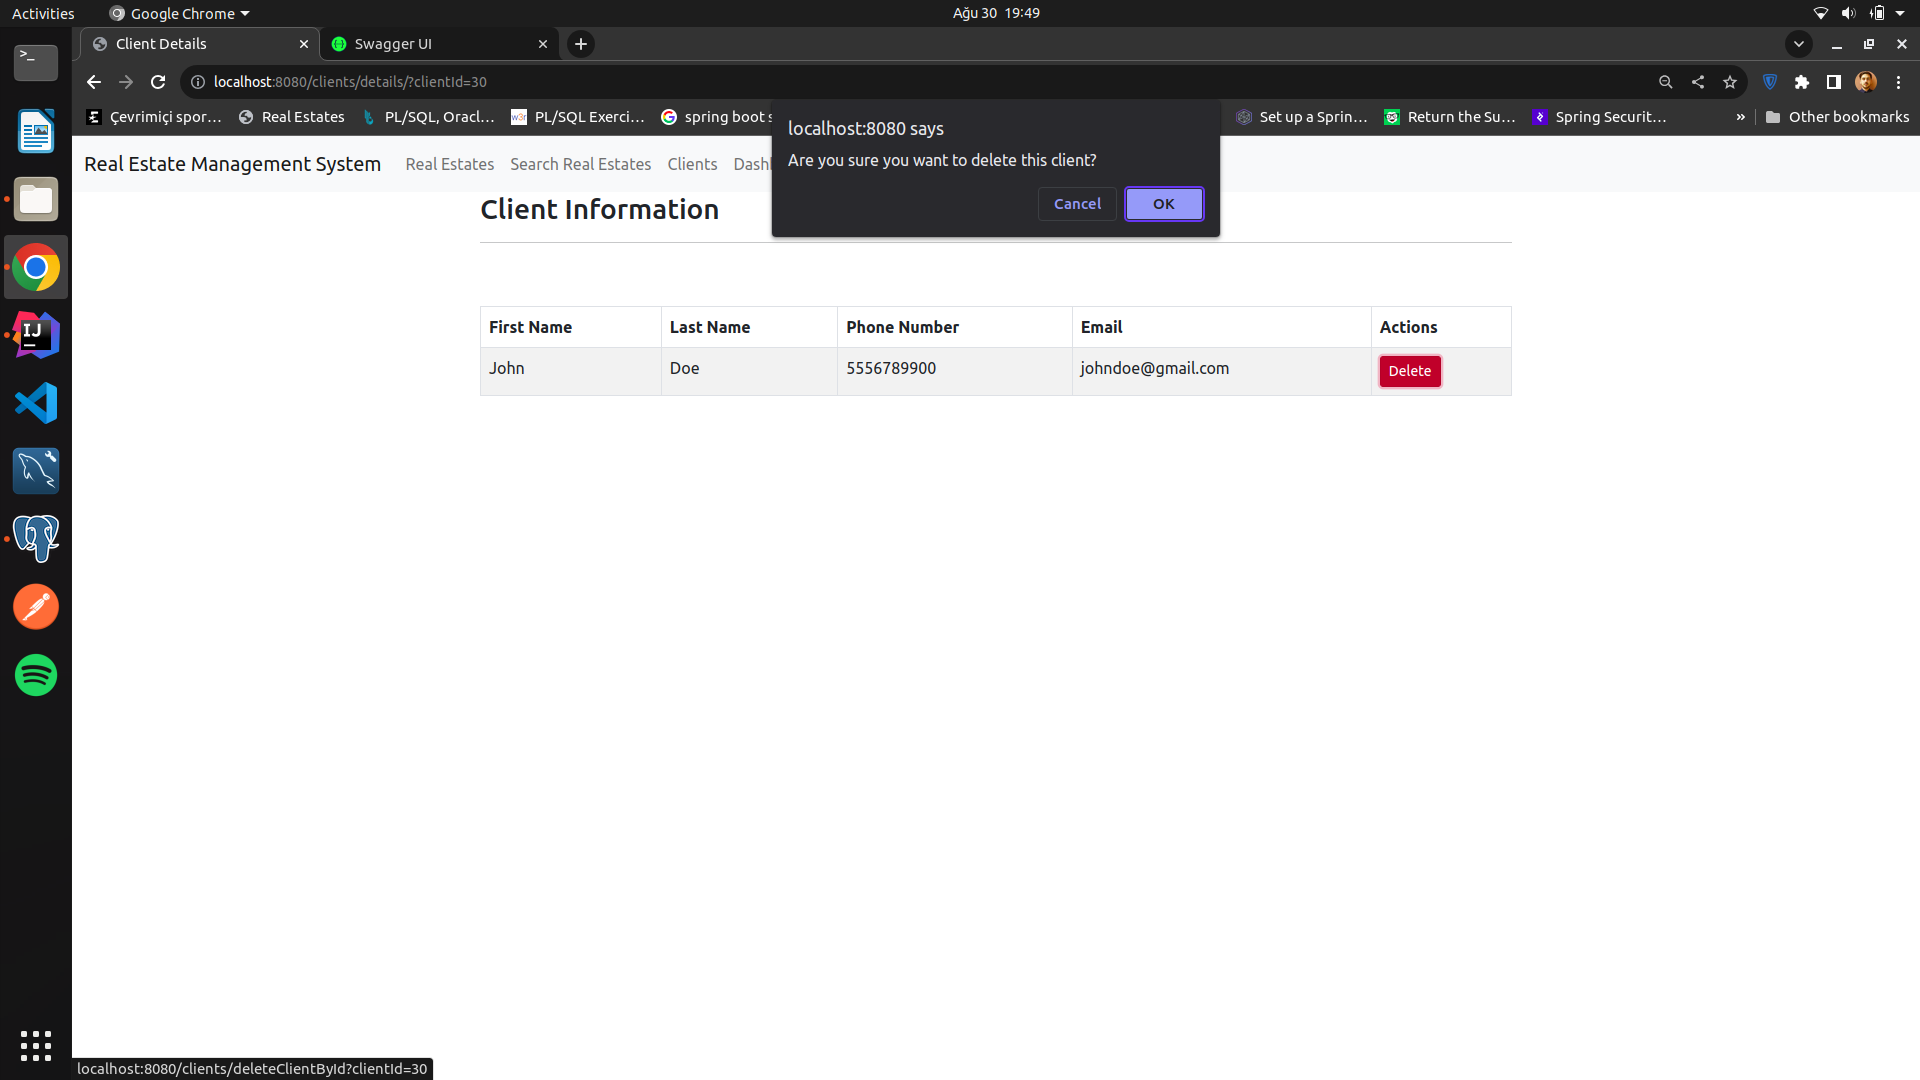 Activities Google Chrome Ağu 30 19:49
Client Details Swagger UI
localhost:8080/clients/details/?clientId=30
Çevrimiçi spor… Real Estates PL/SQL, Oracl… w3r PL/SQL Exerci… spring boot s Set up a Sprin… Return the Su… Spring Securit… » Other bookmarks
localhost:8080 says
Are you sure you want to delete this client?
Cancel OK
Real Estate Management System Real Estates Search Real Estates Clients
Client Information
First Name Last Name Phone Number Email Actions
John Doe 5556789900 johndoe@gmail.com Delete
IJ
localhost:8080/clients/deleteClientById?clientId=30